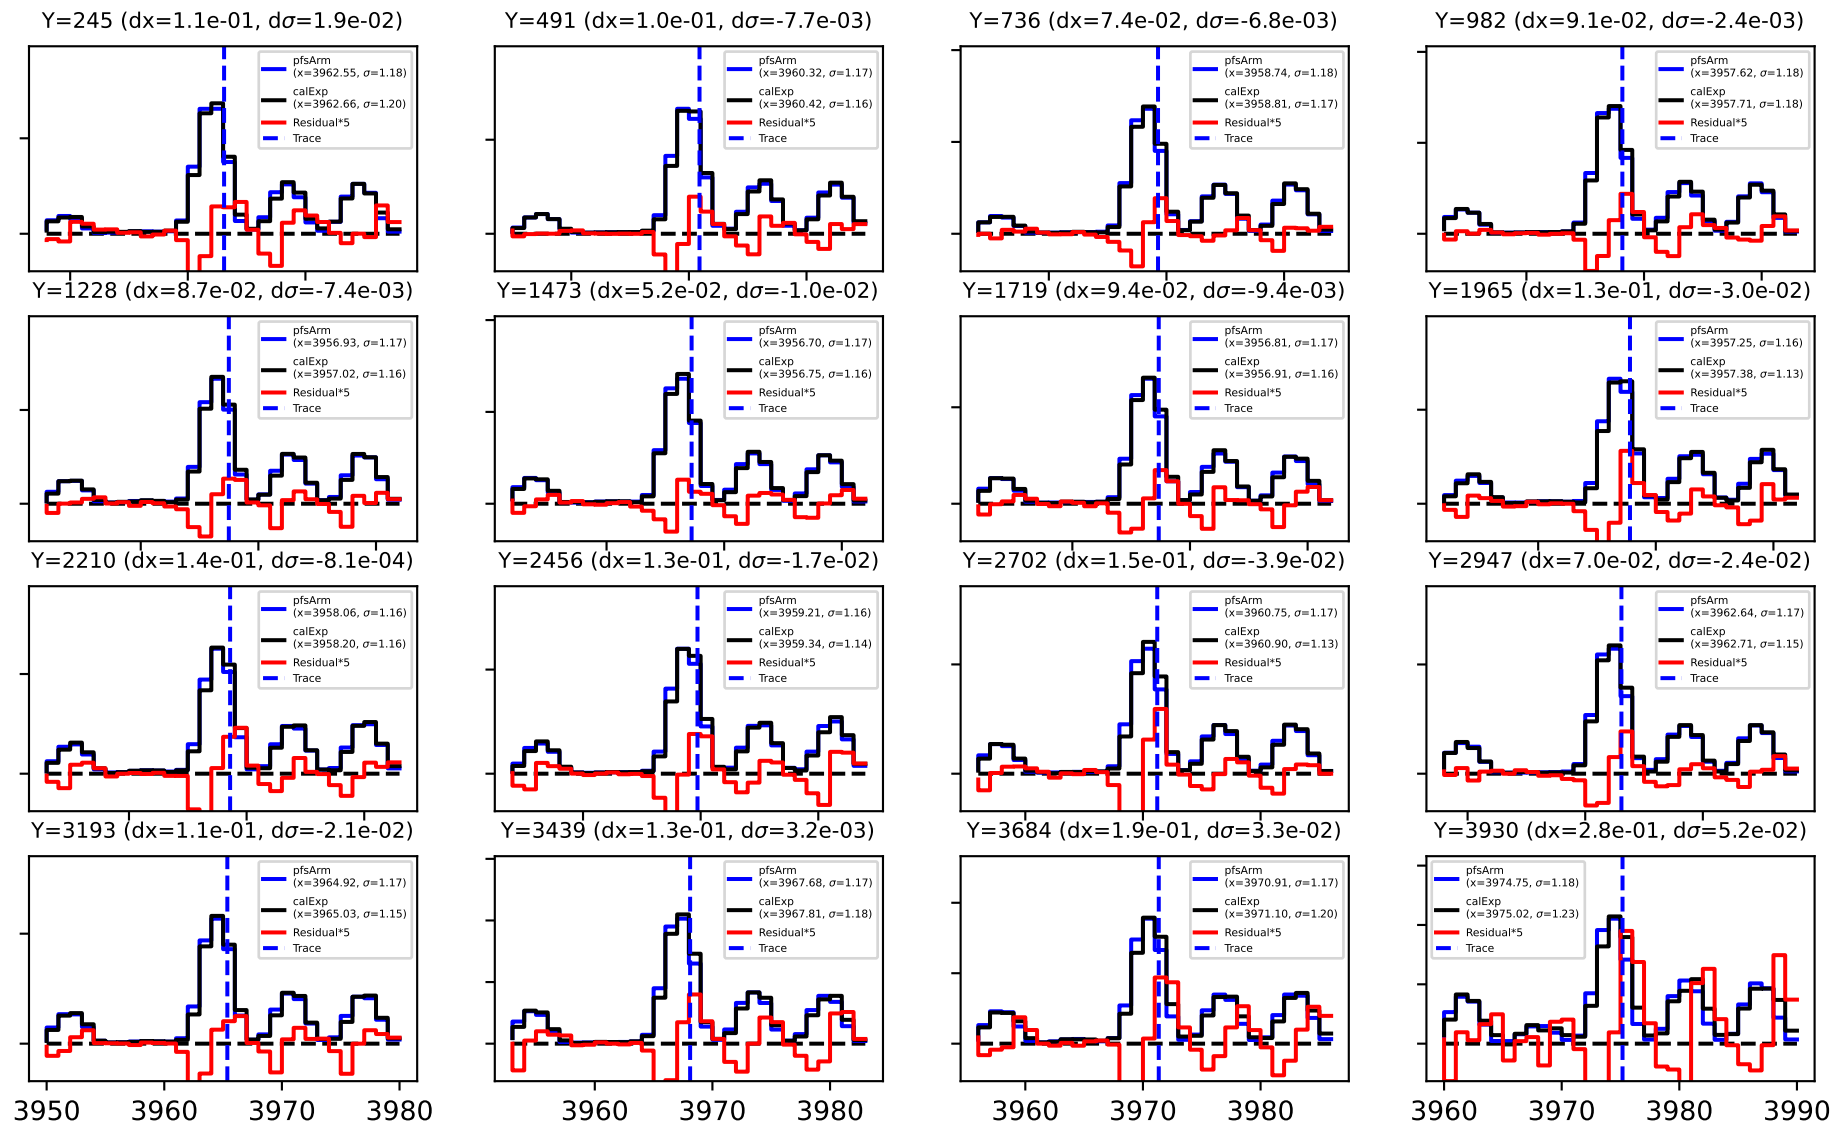 Y=245 (dx=1.1e-01, dσ=1.9e-02)
pfsArm
(x=3962.55, σ=1.18)
calExp
(x=3962.66, σ=1.20)
Residual*5
Trace
Y=491 (dx=1.0e-01, dσ=-7.7e-03)
pfsArm
(x=3960.32, σ=1.17)
calExp
(x=3960.42, σ=1.16)
Residual*5
Trace
Y=736 (dx=7.4e-02, dσ=-6.8e-03)
pfsArm
(x=3958.74, σ=1.18)
calExp
(x=3958.81, σ=1.17)
Residual*5
Trace
Y=982 (dx=9.1e-02, dσ=-2.4e-03)
pfsArm
(x=3957.62, σ=1.18)
calExp
(x=3957.71, σ=1.18)
Residual*5
Trace
Y=1228 (dx=8.7e-02, dσ=-7.4e-03)
pfsArm
(x=3956.93, σ=1.17)
calExp
(x=3957.02, σ=1.16)
Residual*5
Trace
Y=1473 (dx=5.2e-02, dσ=-1.0e-02)
pfsArm
(x=3956.70, σ=1.17)
calExp
(x=3956.75, σ=1.16)
Residual*5
Trace
Y=1719 (dx=9.4e-02, dσ=-9.4e-03)
pfsArm
(x=3956.81, σ=1.17)
calExp
(x=3956.91, σ=1.16)
Residual*5
Trace
Y=1965 (dx=1.3e-01, dσ=-3.0e-02)
pfsArm
(x=3957.25, σ=1.16)
calExp
(x=3957.38, σ=1.13)
Residual*5
Trace
Y=2210 (dx=1.4e-01, dσ=-8.1e-04)
pfsArm
(x=3958.06, σ=1.16)
calExp
(x=3958.20, σ=1.16)
Residual*5
Trace
Y=2456 (dx=1.3e-01, dσ=-1.7e-02)
pfsArm
(x=3959.21, σ=1.16)
calExp
(x=3959.34, σ=1.14)
Residual*5
Trace
Y=2702 (dx=1.5e-01, dσ=-3.9e-02)
pfsArm
(x=3960.75, σ=1.17)
calExp
(x=3960.90, σ=1.13)
Residual*5
Trace
Y=2947 (dx=7.0e-02, dσ=-2.4e-02)
pfsArm
(x=3962.64, σ=1.17)
calExp
(x=3962.71, σ=1.15)
Residual*5
Trace
Y=3193 (dx=1.1e-01, dσ=-2.1e-02)
pfsArm
(x=3964.92, σ=1.17)
calExp
(x=3965.03, σ=1.15)
Residual*5
Trace
3950 3960 3970 3980
Y=3439 (dx=1.3e-01, dσ=3.2e-03)
pfsArm
(x=3967.68, σ=1.17)
calExp
(x=3967.81, σ=1.18)
Residual*5
Trace
3960 3970 3980
Y=3684 (dx=1.9e-01, dσ=3.3e-02)
pfsArm
(x=3970.91, σ=1.17)
calExp
(x=3971.10, σ=1.20)
Residual*5
Trace
3960 3970 3980
Y=3930 (dx=2.8e-01, dσ=5.2e-02)
pfsArm
(x=3974.75, σ=1.18)
calExp
(x=3975.02, σ=1.23)
Residual*5
Trace
3960 3970 3980 3990